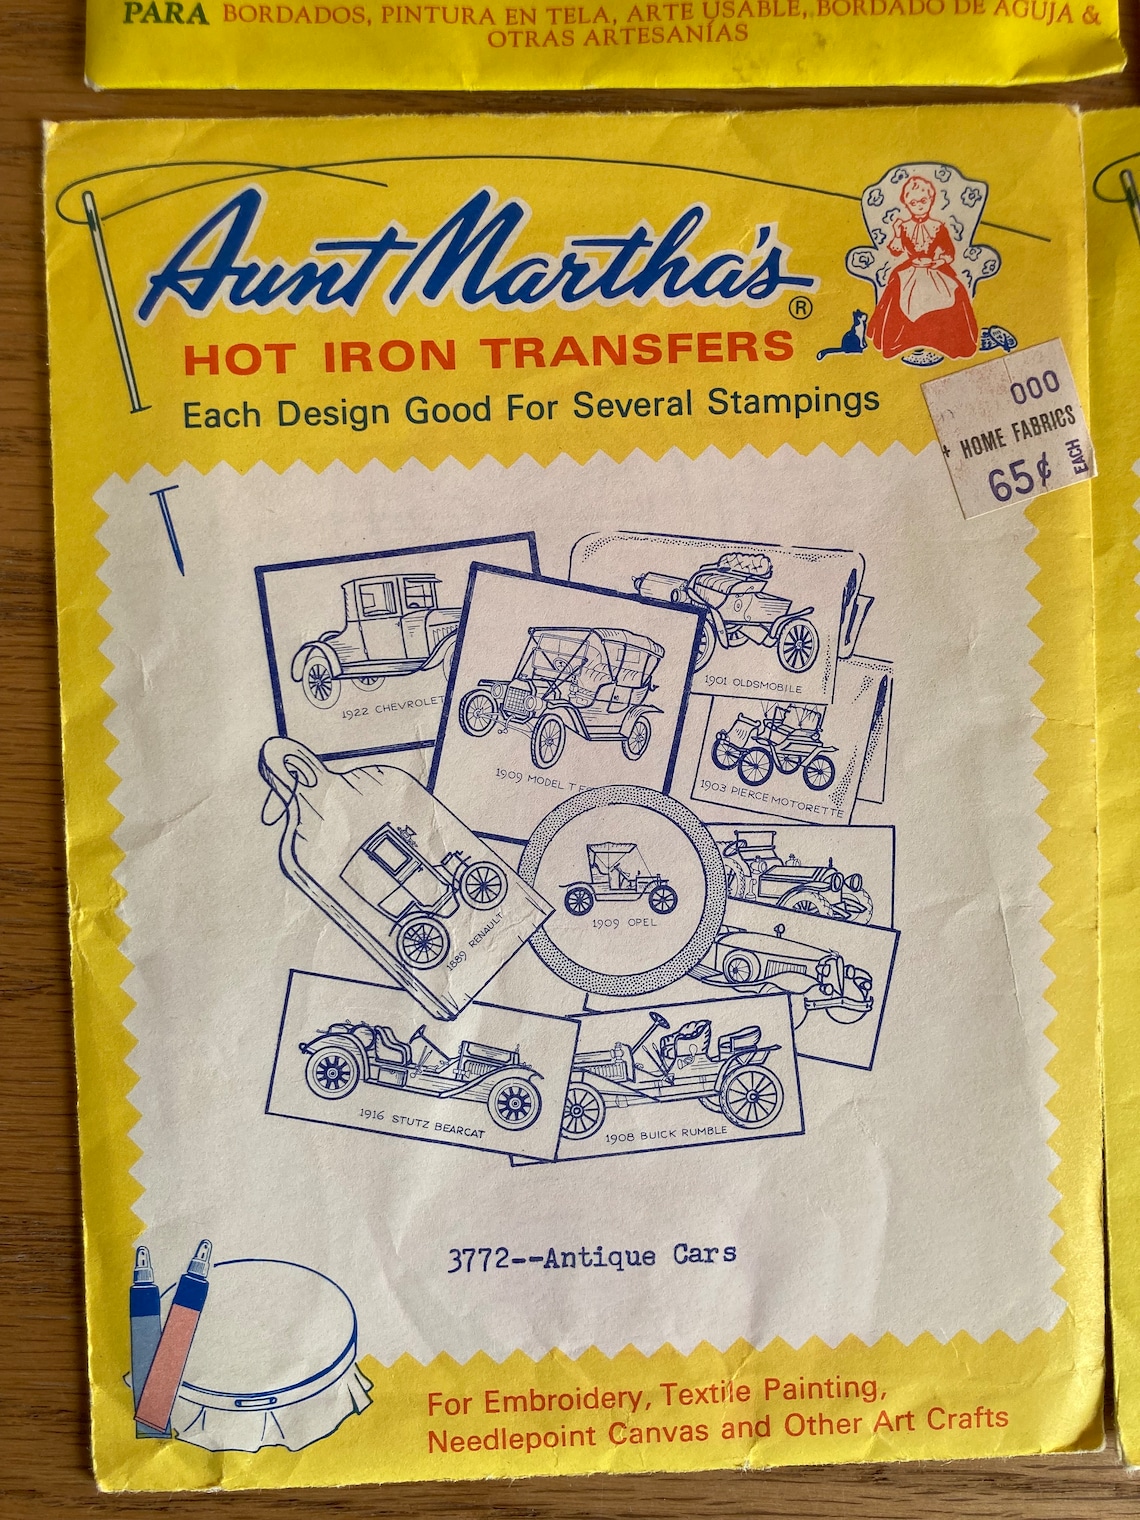 PARA BORDADOS, PINTURA EN TELA, ARTE USABLE, BORDADO DE AGUJA &
OTRAS ARTESANÍAS
Aunt Martha's ®
HOT IRON TRANSFERS
Each Design Good For Several Stampings
000
+ HOME FABRICS
65¢ EACH
1922 CHEVROLET
1909 MODEL T
1901 OLDSMOBILE
1903 PIERCE MOTORETTE
1889 RENAULT
1909 OPEL
1916 STUTZ BEARCAT
1908 BUICK RUMBLE
3772--Antique Cars
For Embroidery, Textile Painting,
Needlepoint Canvas and Other Art Crafts